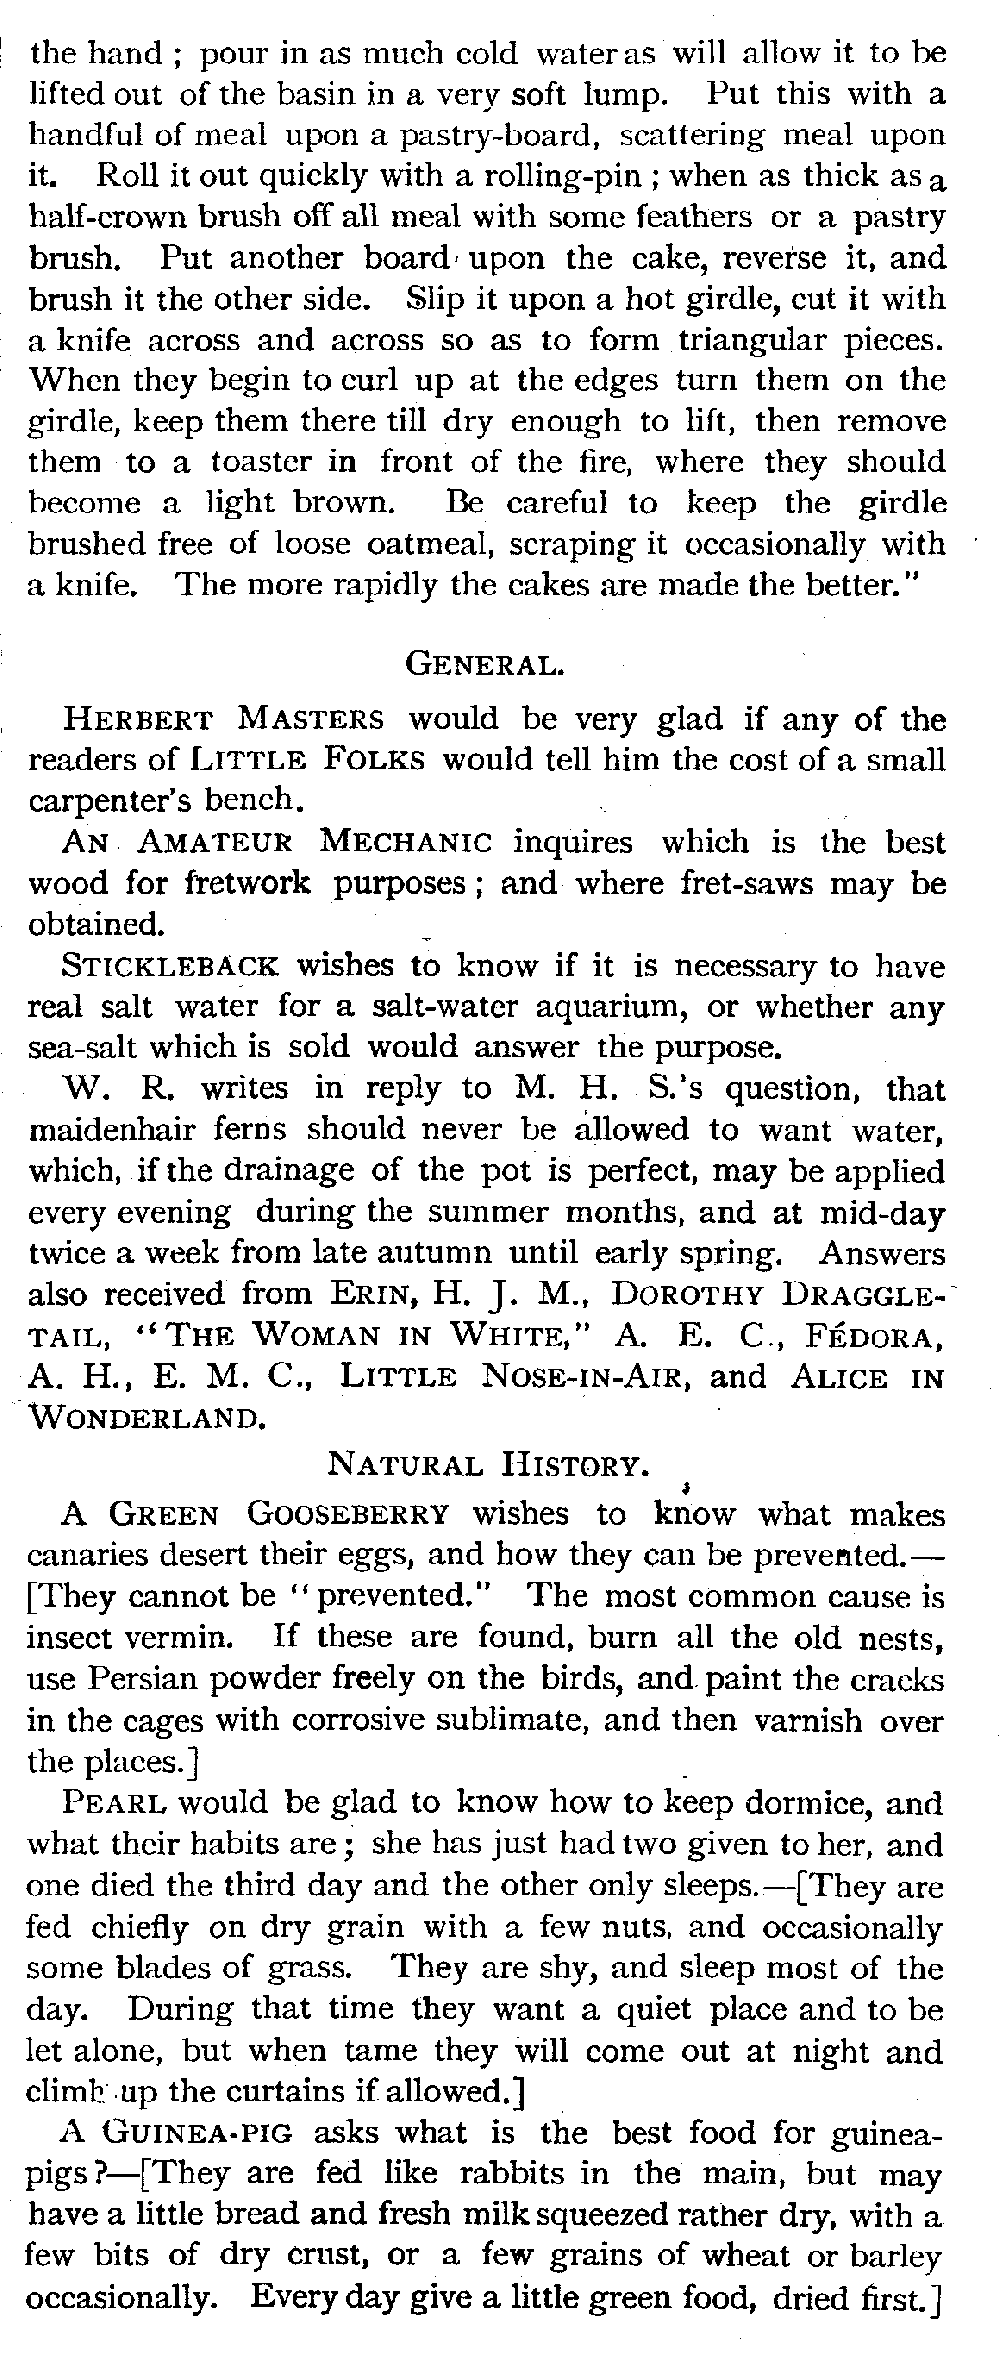 the hand ; pour in as much cold water as will allow it to be
lifted out of the basin in a very soft lump. Put this with a
handful of meal upon a pastry-board, scattering meal upon
it. Roll it out quickly with a rolling-pin ; when as thick as a
half-crown brush off all meal with some feathers or a pastry
brush. Put another board upon the cake, reverse it, and
brush it the other side. Slip it upon a hot girdle, cut it with
a knife across and across so as to form triangular pieces.
When they begin to curl up at the edges turn them on the
girdle, keep them there till dry enough to lift, then remove
them to a toaster in front of the fire, where they should
become a light brown. Be careful to keep the girdle
brushed free of loose oatmeal, scraping it occasionally with
a knife. The more rapidly the cakes are made the better."
GENERAL.
HERBERT MASTERS would be very glad if any of the
readers of LITTLE FOLKS would tell him the cost of a small
carpenter's bench.
AN AMATEUR MECHANIC inquires which is the best
wood for fretwork purposes ; and where fret-saws may be
obtained.
STICKLEBACK wishes to know if it is necessary to have
real salt water for a salt-water aquarium, or whether any
sea-salt which is sold would answer the purpose.
W. R. writes in reply to M. H. S.'s question, that
maidenhair ferns should never be allowed to want water,
which, if the drainage of the pot is perfect, may be applied
every evening during the summer months, and at mid-day
twice a week from late autumn until early spring. Answers
also received from ERIN, H. J. M., DOROTHY DRAGGLE-
TAIL, "THE WOMAN IN WHITE," A. E. C., FÉDORA,
A. H., E. M. C., LITTLE NOSE-IN-AIR, and ALICE IN
WONDERLAND.
NATURAL HISTORY.
A GREEN GOOSEBERRY wishes to know what makes
canaries desert their eggs, and how they can be prevented.—
[They cannot be "prevented." The most common cause is
insect vermin. If these are found, burn all the old nests,
use Persian powder freely on the birds, and paint the cracks
in the cages with corrosive sublimate, and then varnish over
the places.]
PEARL would be glad to know how to keep dormice, and
what their habits are ; she has just had two given to her, and
one died the third day and the other only sleeps.—[They are
fed chiefly on dry grain with a few nuts, and occasionally
some blades of grass. They are shy, and sleep most of the
day. During that time they want a quiet place and to be
let alone, but when tame they will come out at night and
climb up the curtains if allowed.]
A GUINEA-PIG asks what is the best food for guinea-
pigs ?—[They are fed like rabbits in the main, but may
have a little bread and fresh milk squeezed rather dry, with a
few bits of dry crust, or a few grains of wheat or barley
occasionally. Every day give a little green food, dried first.]